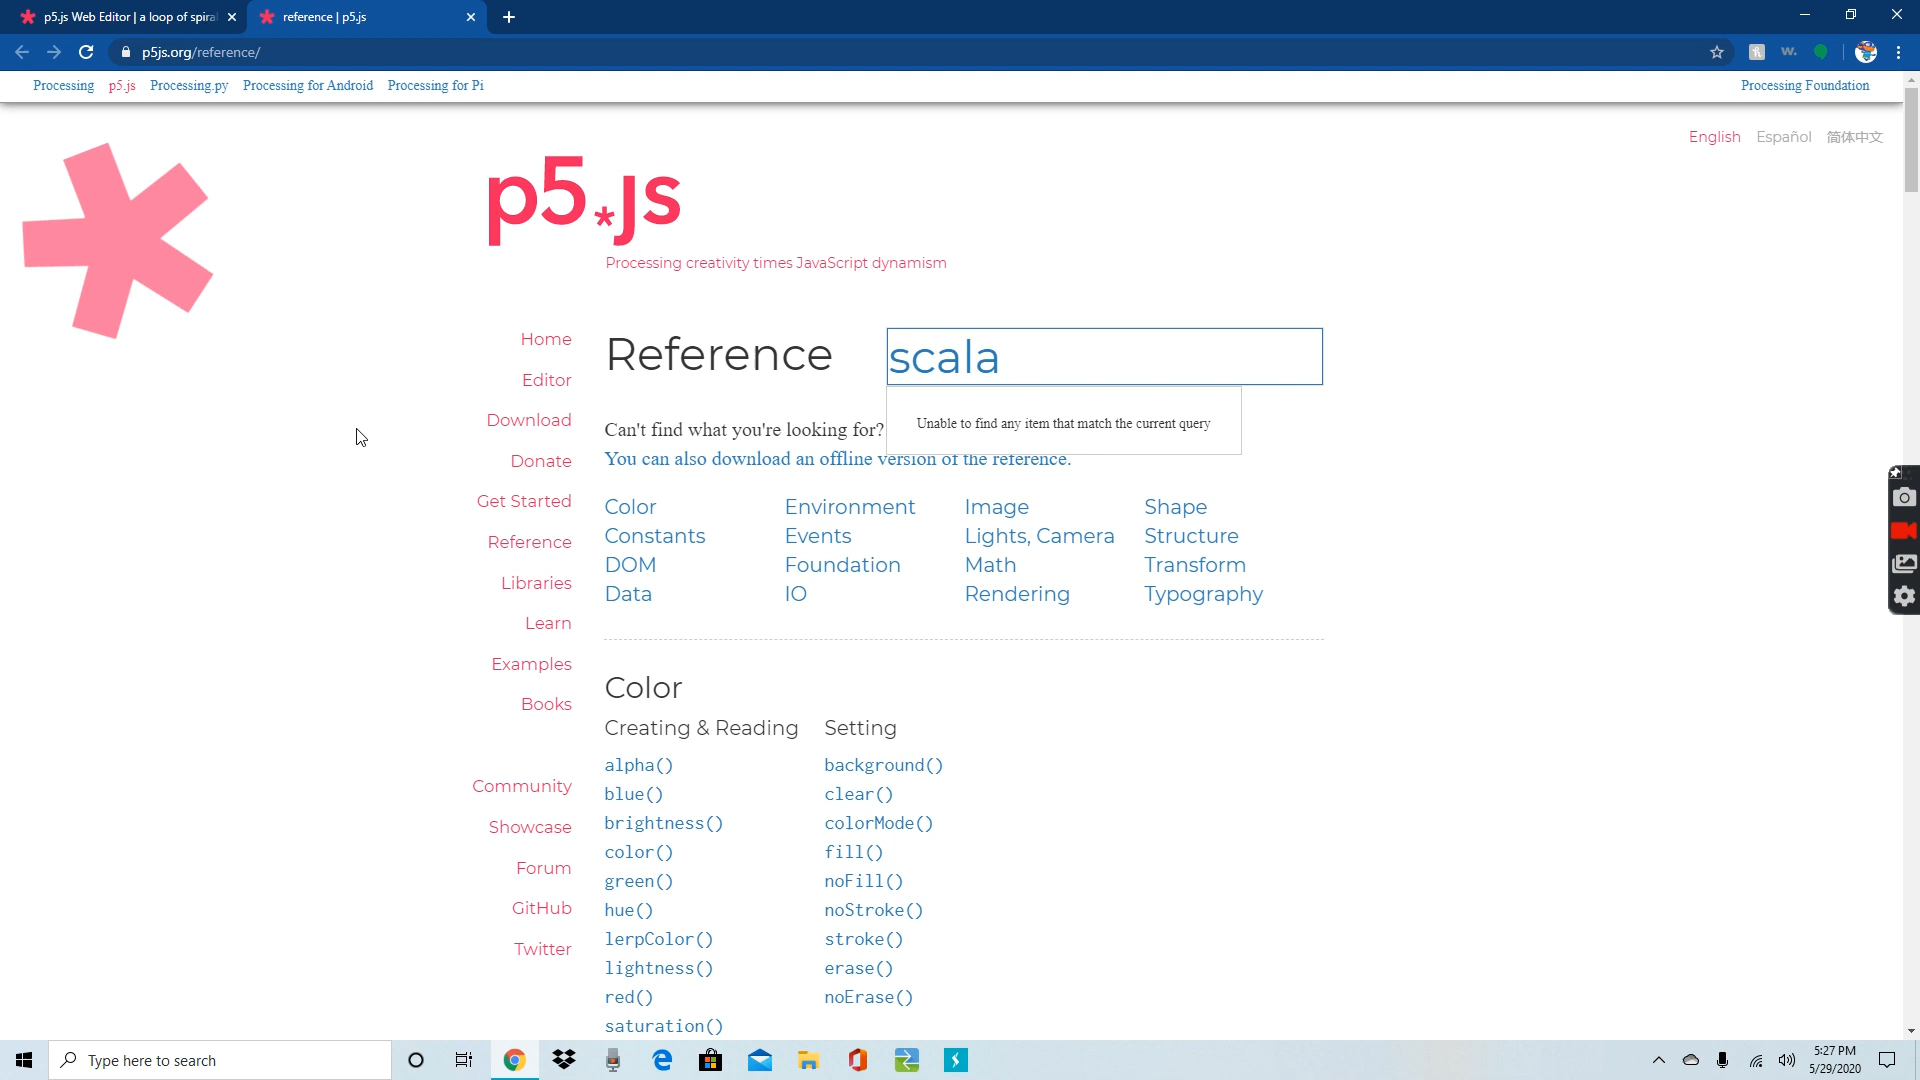 p5.js Web Editor | a loop of spiral
reference | p5.js
p5js.org/reference/
Processing p5.js Processing.py Processing for Android Processing for Pi Processing Foundation
English Español 简体中文
p5*js
Processing creativity times JavaScript dynamism
Home
Editor
Download
Donate
Get Started
Reference
Libraries
Learn
Examples
Books
Community
Showcase
Forum
GitHub
Twitter
Reference
scala
Unable to find any item that match the current query
Can't find what you're looking for?
You can also download an offline version of the reference.
Color Environment Image Shape
Constants Events Lights, Camera Structure
DOM Foundation Math Transform
Data IO Rendering Typography
Color
Creating & Reading Setting
alpha() background()
blue() clear()
brightness() colorMode()
color() fill()
green() noFill()
hue() noStroke()
lerpColor() stroke()
lightness() erase()
red() noErase()
saturation()
Type here to search
5:27 PM
5/29/2020